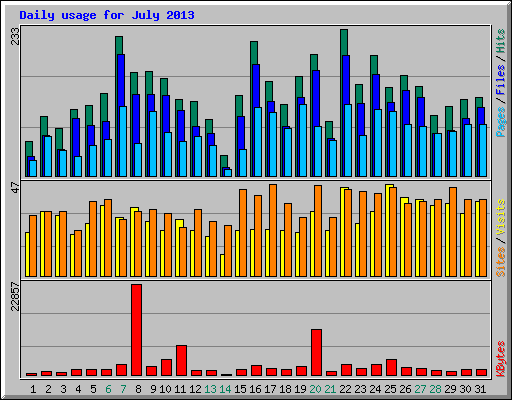 Daily usage for July 2013
233
Pages / Files / Hits
47
Sites / Visits
22857
KBytes
1 2 3 4 5 6 7 8 9 10 11 12 13 14 15 16 17 18 19 20 21 22 23 24 25 26 27 28 29 30 31